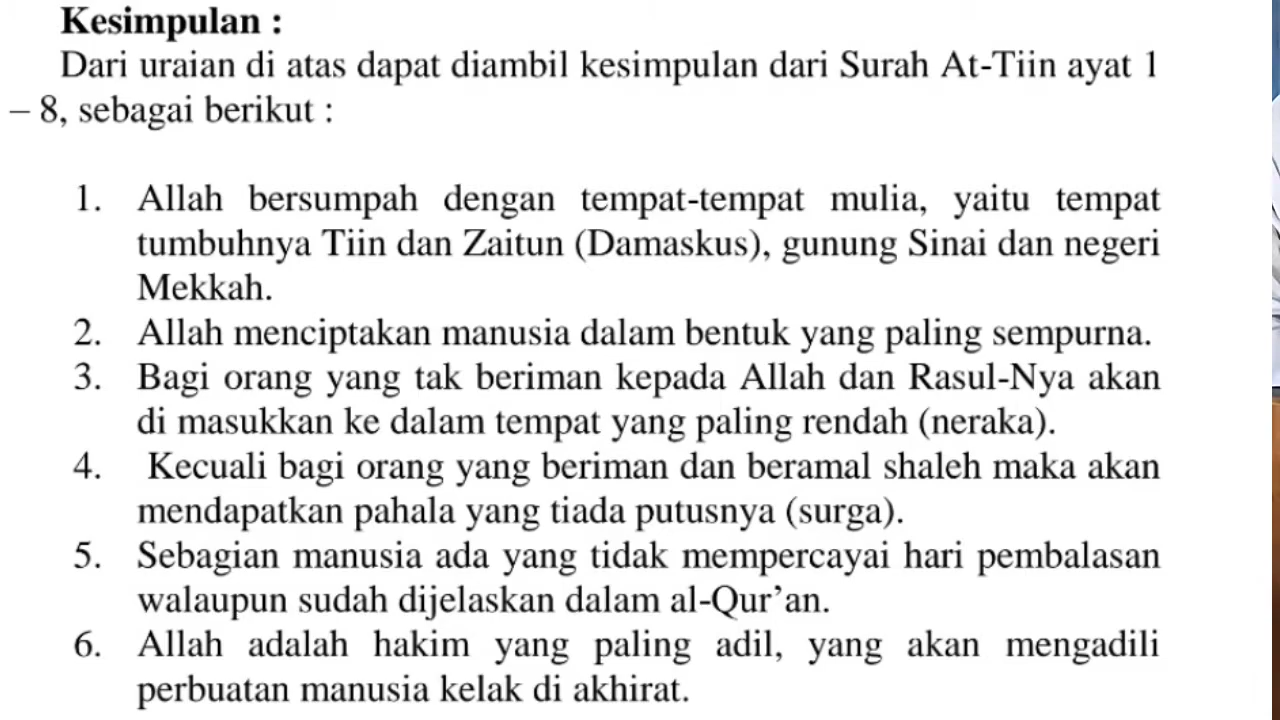 Kesimpulan :
Dari uraian di atas dapat diambil kesimpulan dari Surah At-Tiin ayat 1
– 8, sebagai berikut :
1. Allah bersumpah dengan tempat-tempat mulia, yaitu tempat
tumbuhnya Tiin dan Zaitun (Damaskus), gunung Sinai dan negeri
Mekkah.
2. Allah menciptakan manusia dalam bentuk yang paling sempurna.
3. Bagi orang yang tak beriman kepada Allah dan Rasul-Nya akan
di masukkan ke dalam tempat yang paling rendah (neraka).
4. Kecuali bagi orang yang beriman dan beramal shaleh maka akan
mendapatkan pahala yang tiada putusnya (surga).
5. Sebagian manusia ada yang tidak mempercayai hari pembalasan
walaupun sudah dijelaskan dalam al-Qur’an.
6. Allah adalah hakim yang paling adil, yang akan mengadili
perbuatan manusia kelak di akhirat.